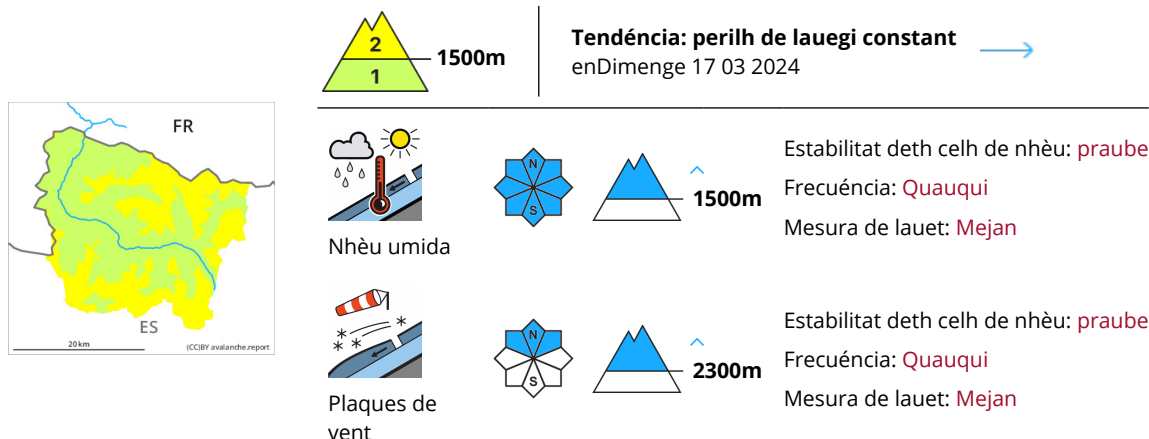 2
1
1500m
Tendéncia: perilh de lauegi constant
enDimenge 17 03 2024
FR
ES
20 km
(CC)BY avalanche.report
Nhèu umida
N
S
1500m
Estabilitat deth celh de nhèu: praube
Frecuéncia: Quauqui
Mesura de lauet: Mejan
Plaques de
vent
N
S
2300m
Estabilitat deth celh de nhèu: praube
Frecuéncia: Quauqui
Mesura de lauet: Mejan